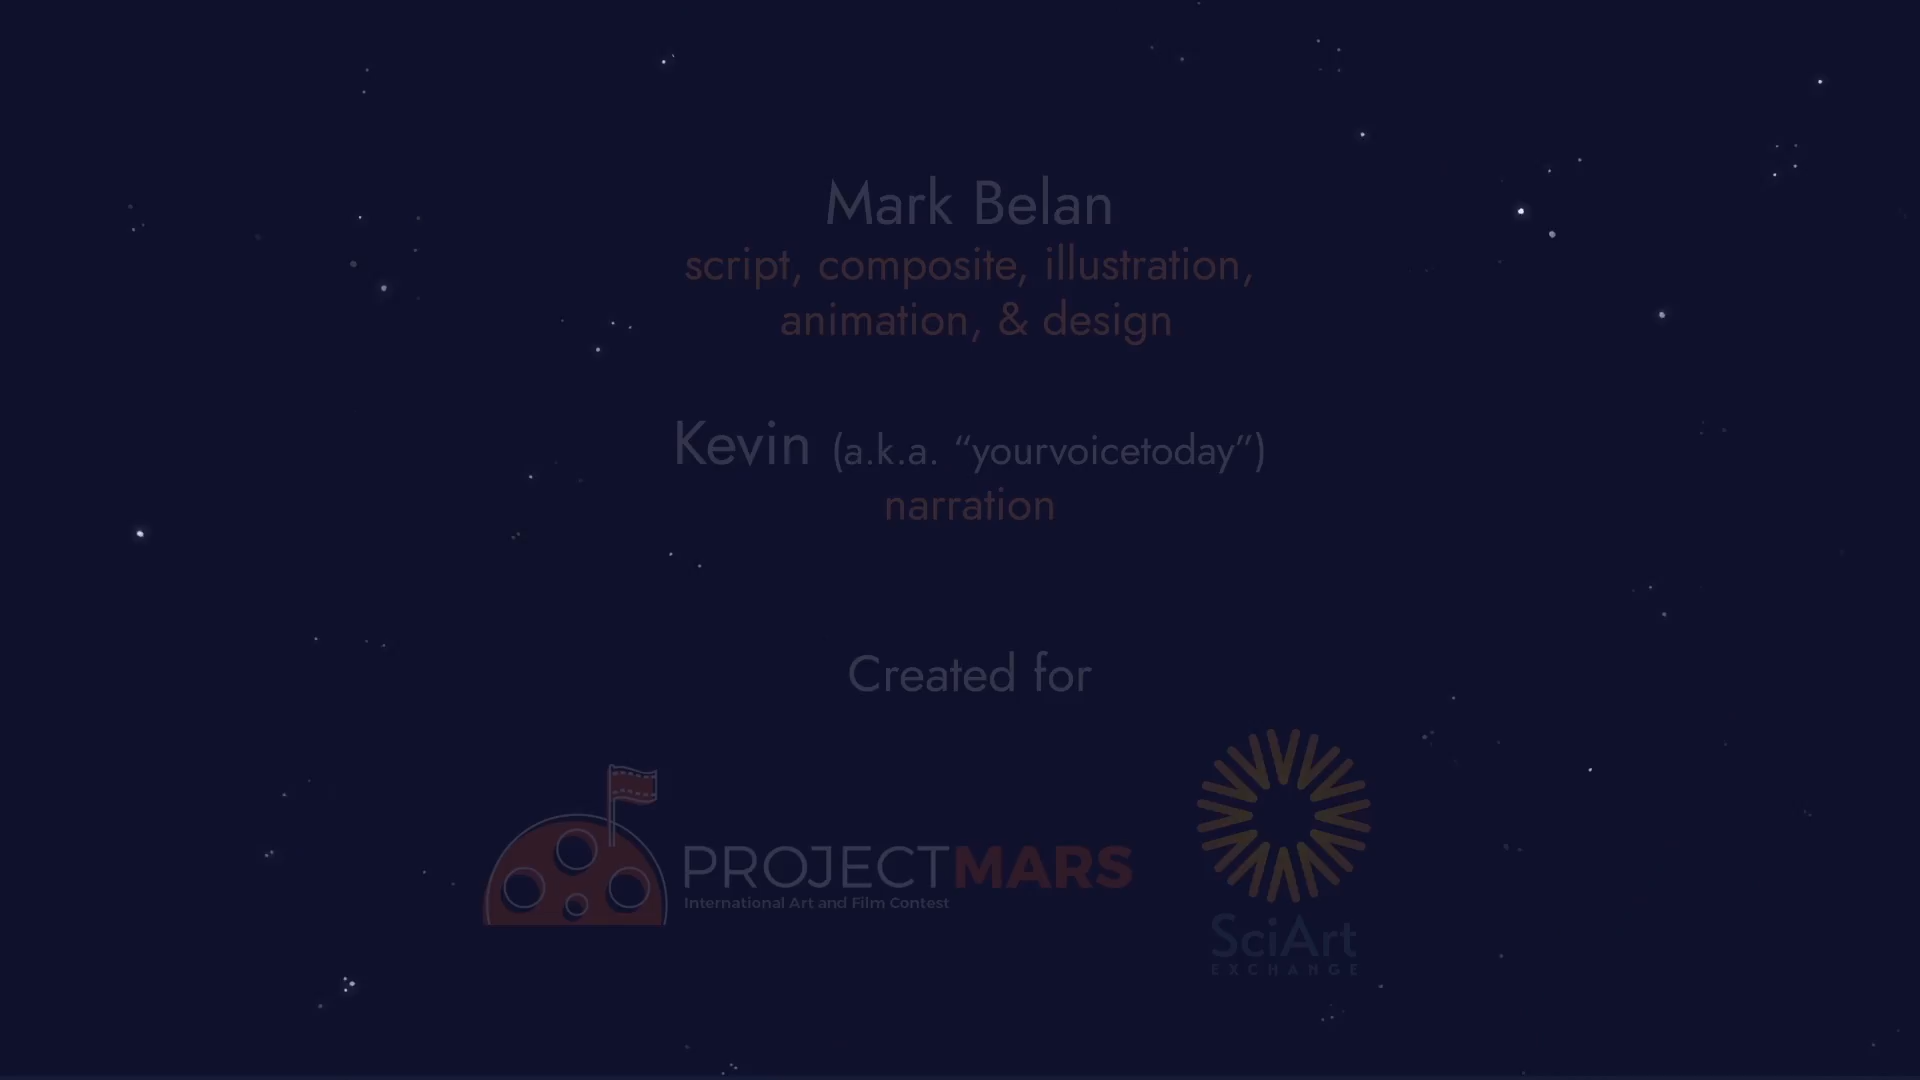 Mark Belan
script, composite, illustration,
animation, & design
Kevin (a.k.a. “yourvoicetoday”)
narration
Created for
PROJECTMARS
International Art and Film Contest
SciArt
EXCHANGE